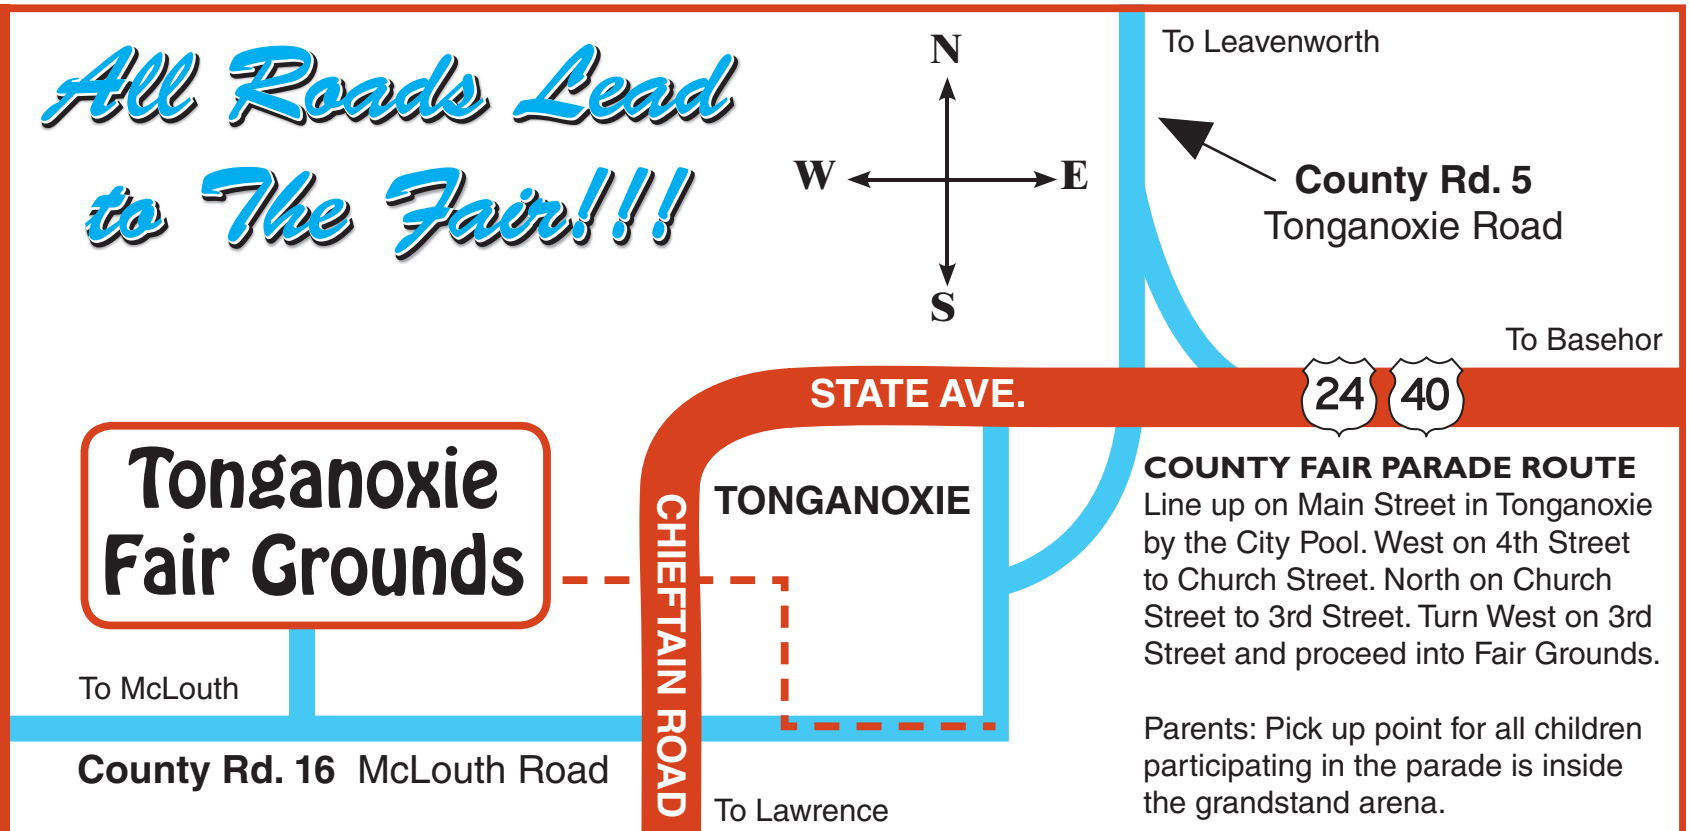 All Roads Lead
to The Fair!!!
N
W
E
S
To Leavenworth
County Rd. 5
Tonganoxie Road
To Basehor
STATE AVE.
24
40
Tonganoxie
Fair Grounds
CHIEFTAIN ROAD
TONGANOXIE
COUNTY FAIR PARADE ROUTE
Line up on Main Street in Tonganoxie
by the City Pool. West on 4th Street
to Church Street. North on Church
Street to 3rd Street. Turn West on 3rd
Street and proceed into Fair Grounds.
Parents: Pick up point for all children
participating in the parade is inside
the grandstand arena.
To McLouth
County Rd. 16 McLouth Road
To Lawrence